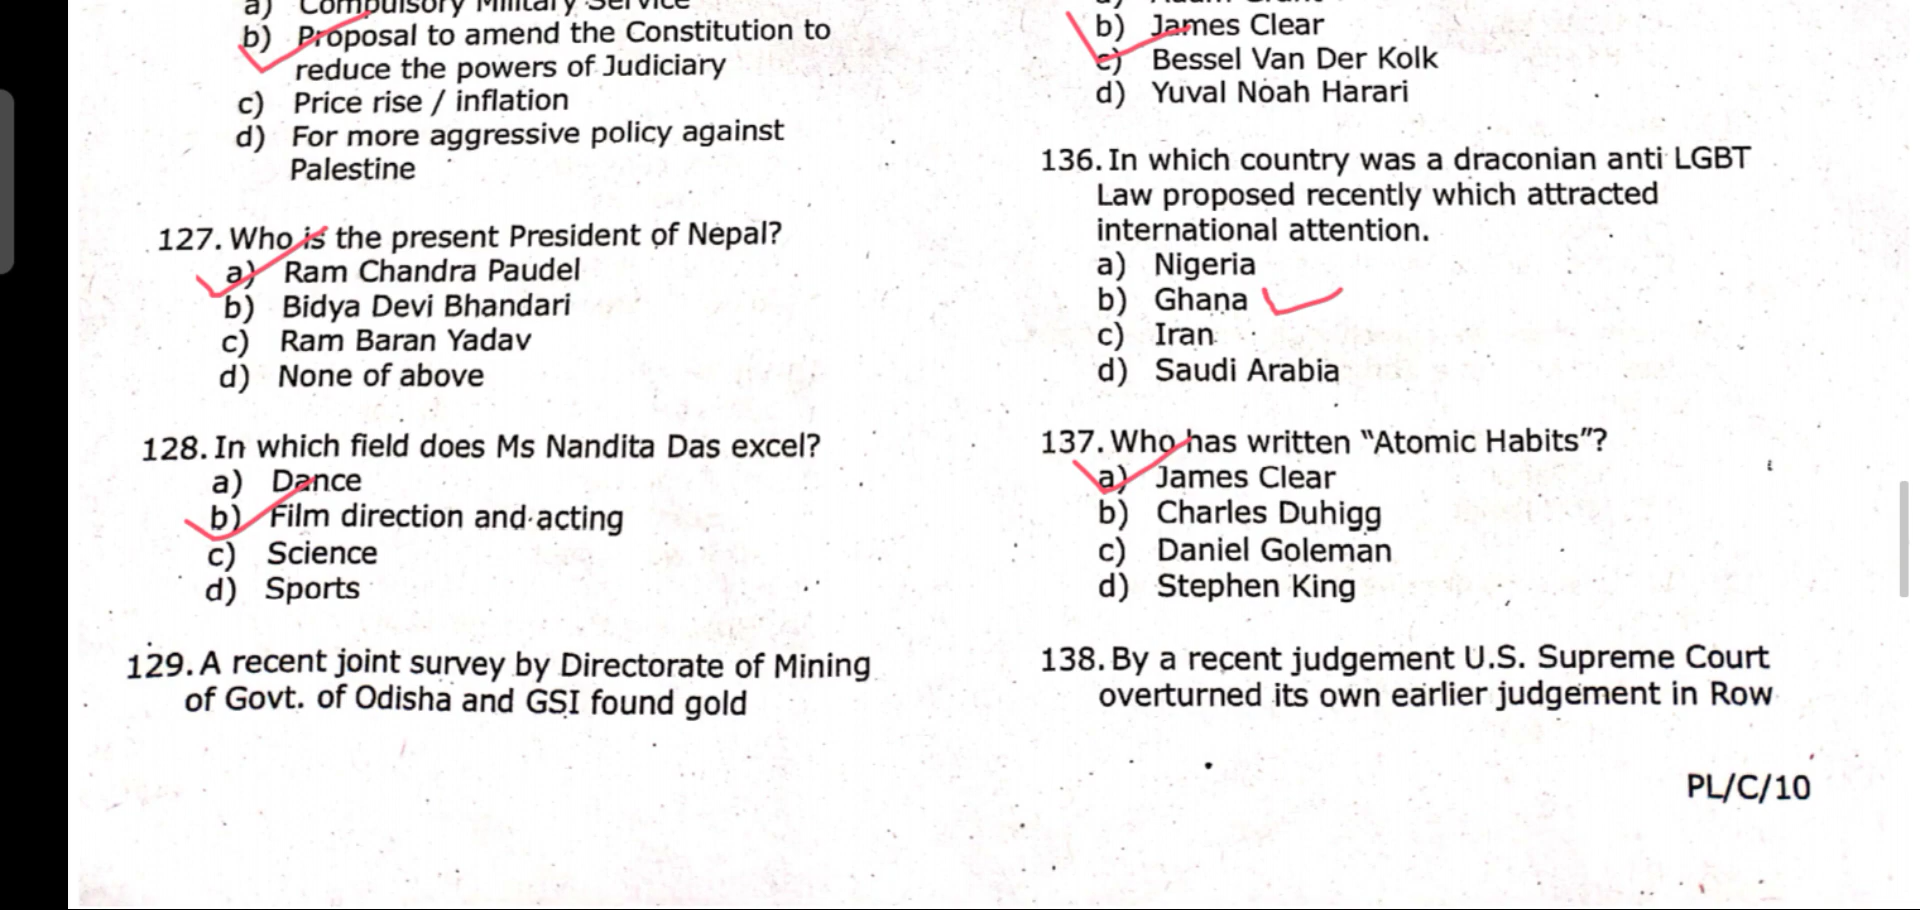 a) Compulsory Military Service
b) Proposal to amend the Constitution to
reduce the powers of Judiciary
c) Price rise / inflation
d) For more aggressive policy against
Palestine
127. Who is the present President of Nepal?
a) Ram Chandra Paudel
b) Bidya Devi Bhandari
c) Ram Baran Yadav
d) None of above
128. In which field does Ms Nandita Das excel?
a) Dance
b) Film direction and acting
c) Science
d) Sports
129. A recent joint survey by Directorate of Mining
of Govt. of Odisha and GSI found gold
b) James Clear
c) Bessel Van Der Kolk
d) Yuval Noah Harari
136. In which country was a draconian anti LGBT
Law proposed recently which attracted
international attention.
a) Nigeria
b) Ghana
c) Iran
d) Saudi Arabia
137. Who has written “Atomic Habits”?
a) James Clear
b) Charles Duhigg
c) Daniel Goleman
d) Stephen King
138. By a recent judgement U.S. Supreme Court
overturned its own earlier judgement in Row
PL/C/10